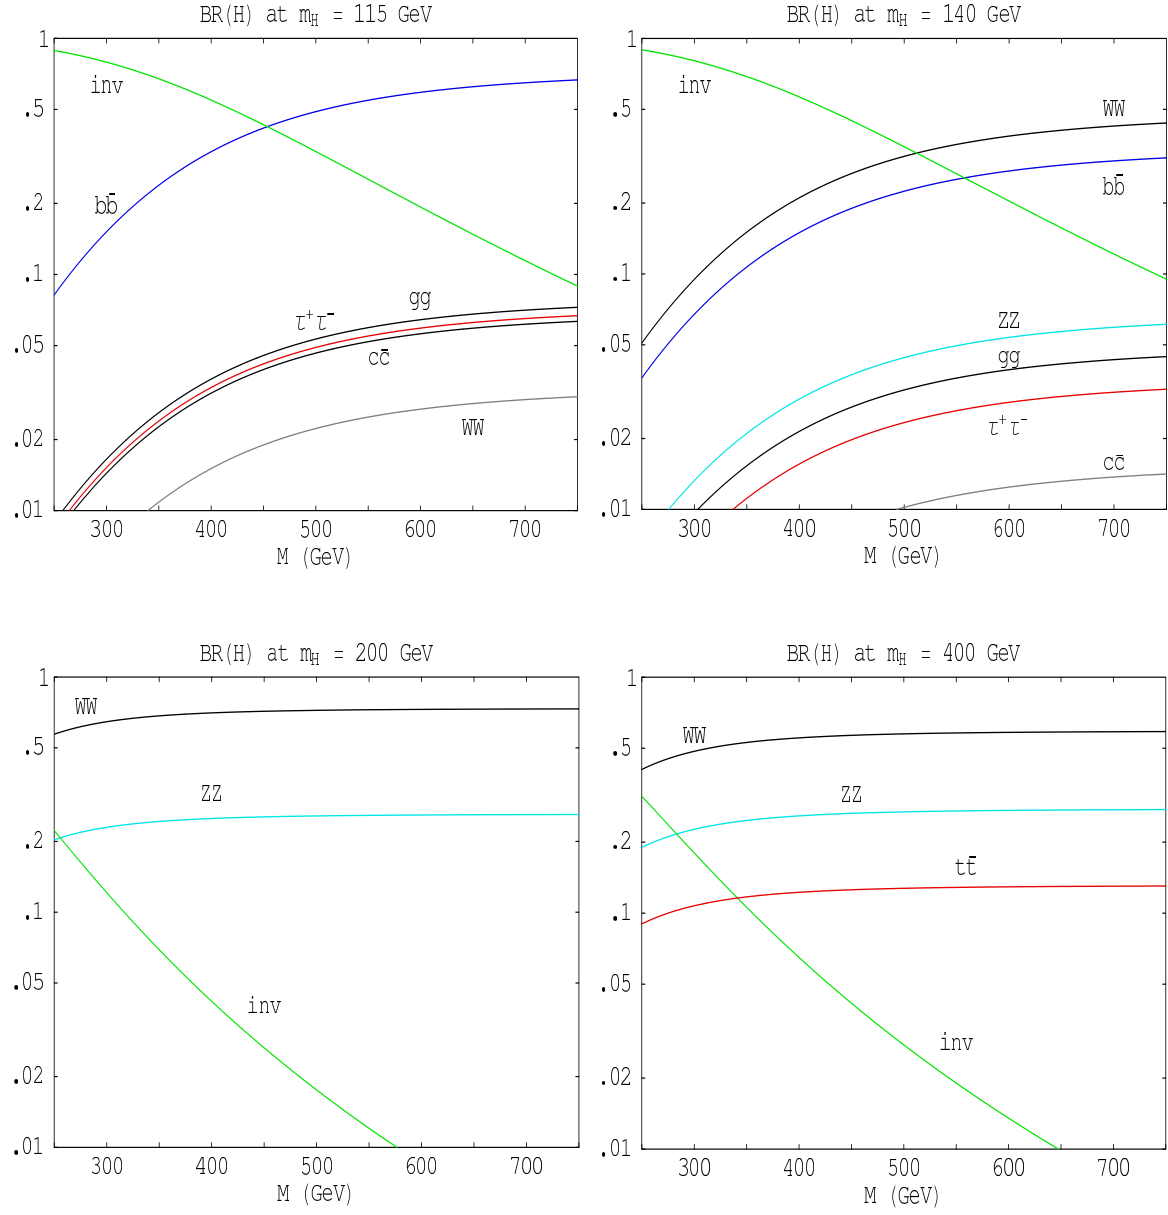 BR(H) at m_H = 115 GeV
1
.5
.2
.1
.05
.02
.01
inv
bb̄
τ⁺τ⁻
gg
cc̄
WW
300 400 500 600 700
M (GeV)
BR(H) at m_H = 140 GeV
1
.5
.2
.1
.05
.02
.01
inv
WW
bb̄
ZZ
gg
τ⁺τ⁻
cc̄
300 400 500 600 700
M (GeV)
BR(H) at m_H = 200 GeV
1
.5
.2
.1
.05
.02
.01
WW
ZZ
inv
300 400 500 600 700
M (GeV)
BR(H) at m_H = 400 GeV
1
.5
.2
.1
.05
.02
.01
WW
ZZ
tt̄
inv
300 400 500 600 700
M (GeV)